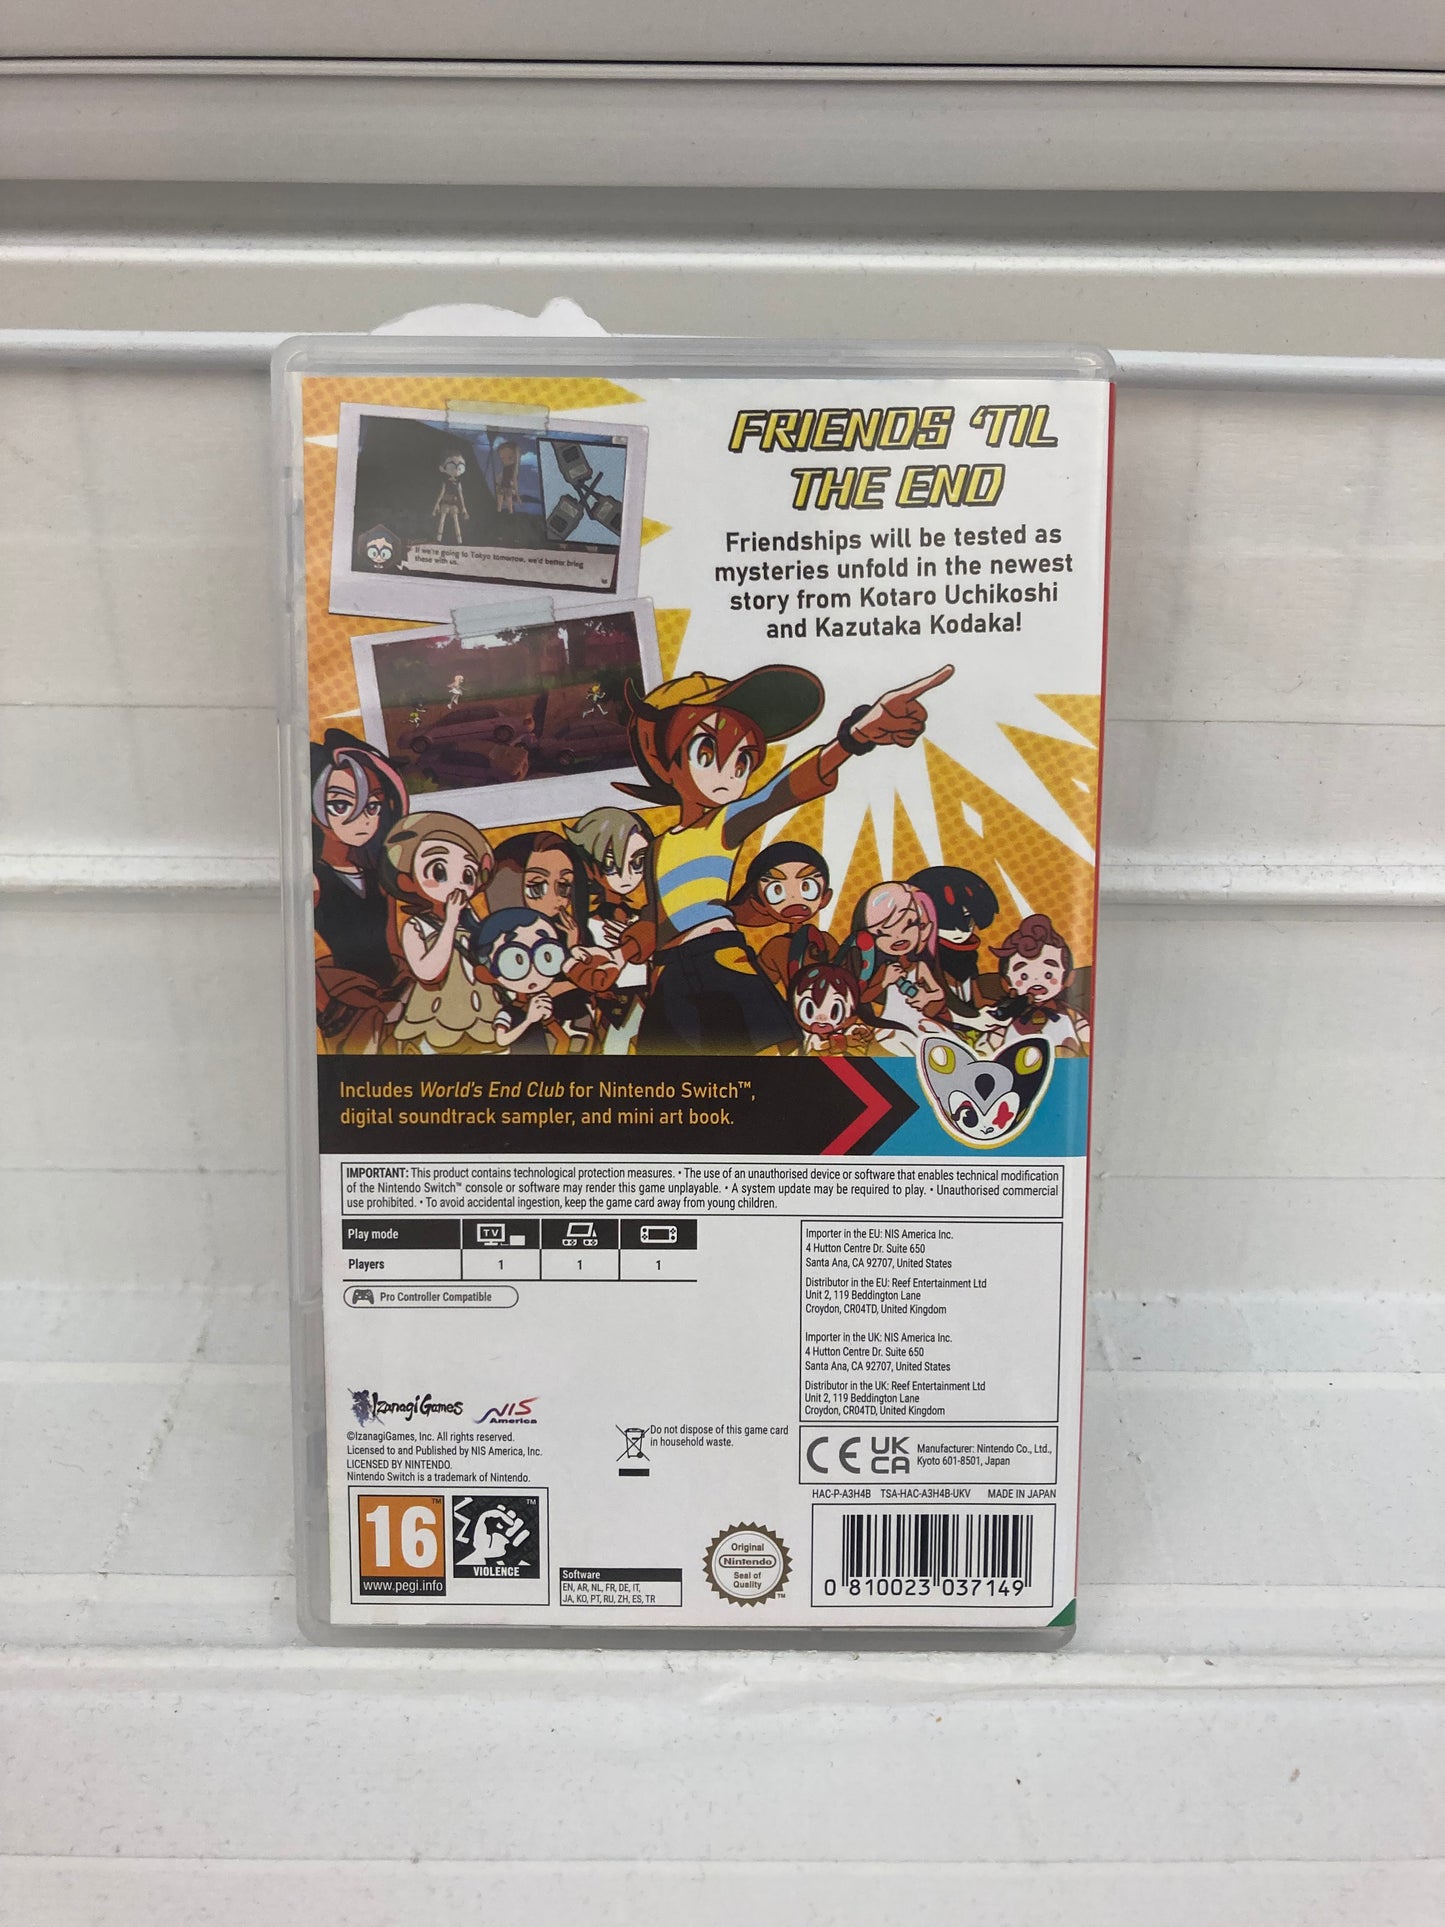 FRIENDS 'TIL
THE END
Friendships will be tested as
mysteries unfold in the newest
story from Kotaro Uchikoshi
and Kazutaka Kodaka!
If we're going to Tokyo tomorrow, we'd better bring
these with us.
Includes World's End Club for Nintendo Switch™,
digital soundtrack sampler, and mini art book.
IMPORTANT: This product contains technological protection measures. • The use of an unauthorised device or software that enables technical modification
of the Nintendo Switch™ console or software may render this game unplayable. • A system update may be required to play. • Unauthorised commercial
use prohibited. • To avoid accidental ingestion, keep the game card away from young children.
Play mode TV
Players 1 1 1
Pro Controller Compatible
Importer in the EU: NIS America Inc.
4 Hutton Centre Dr. Suite 650
Santa Ana, CA 92707, United States
Distributor in the EU: Reef Entertainment Ltd
Unit 2, 119 Beddington Lane
Croydon, CR04TD, United Kingdom
Importer in the UK: NIS America Inc.
4 Hutton Centre Dr. Suite 650
Santa Ana, CA 92707, United States
Distributor in the UK: Reef Entertainment Ltd
Unit 2, 119 Beddington Lane
Croydon, CR04TD, United Kingdom
IzanagiGames NIS
America
©IzanagiGames, Inc. All rights reserved.
Licensed to and Published by NIS America, Inc.
LICENSED BY NINTENDO.
Nintendo Switch is a trademark of Nintendo.
Do not dispose of this game card
in household waste.
CE UK
CA
Manufacturer: Nintendo Co., Ltd.,
Kyoto 601-8501, Japan
HAC-P-A3H4B TSA-HAC-A3H4B-UKV MADE IN JAPAN
16™
www.pegi.info
™
VIOLENCE
Software
EN, AR, NL, FR, DE, IT,
JA, KO, PT, RU, ZH, ES, TR
Original
Nintendo
Seal of
Quality
™
0 810023 037149